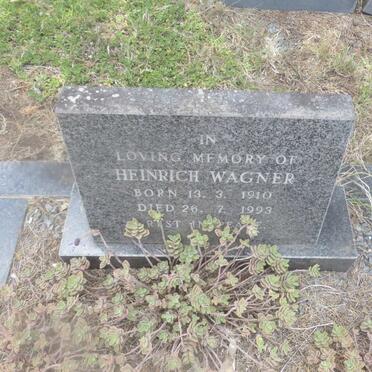 IN
LOVING MEMORY OF
HEINRICH WAGNER
BORN 13. 3. 1910
DIED 26. 7. 1993